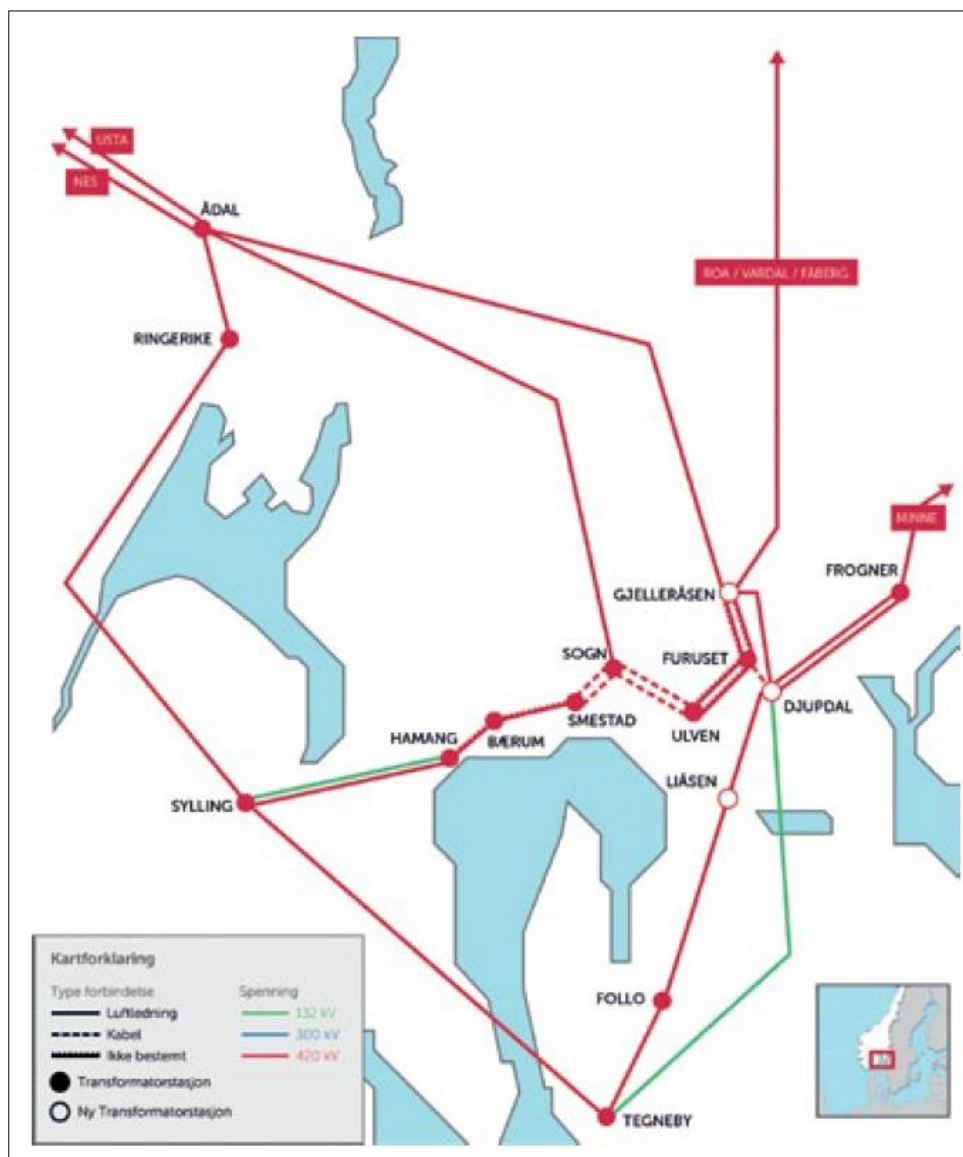 USTA
NES
ÅDAL
ROA / VARDAL / FÅBERG
RINGERIKE
MINNE
FROGNER
GJELLERÅSEN
SOGN
FURUSET
DJUPDAL
SMESTAD
ULVEN
HAMANG
BÆRUM
LIÅSEN
SYLLING
FOLLO
TEGNEBY
Kartforklaring
Type forbindelse Spenning
Luftledning 132 kV
Kabel 300 kV
Ikke bestemt 420 kV
Transformatorstasjon
Ny Transformatorstasjon